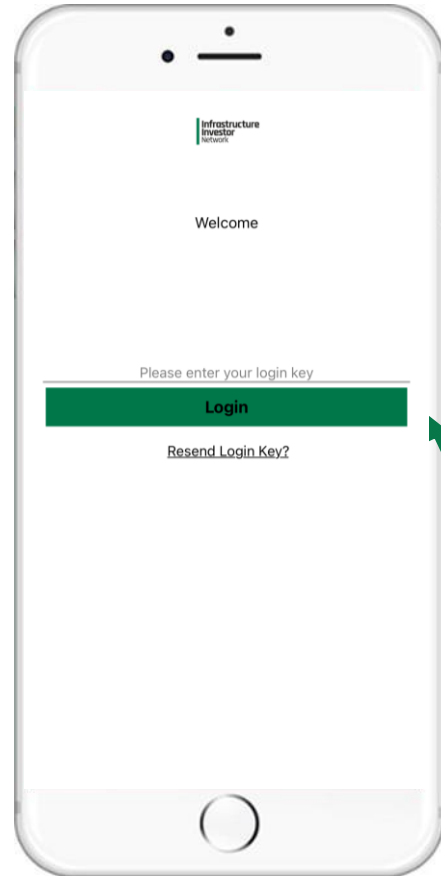 Infrastructure
Investor
Network
Welcome
Please enter your login key
Login
Resend Login Key?